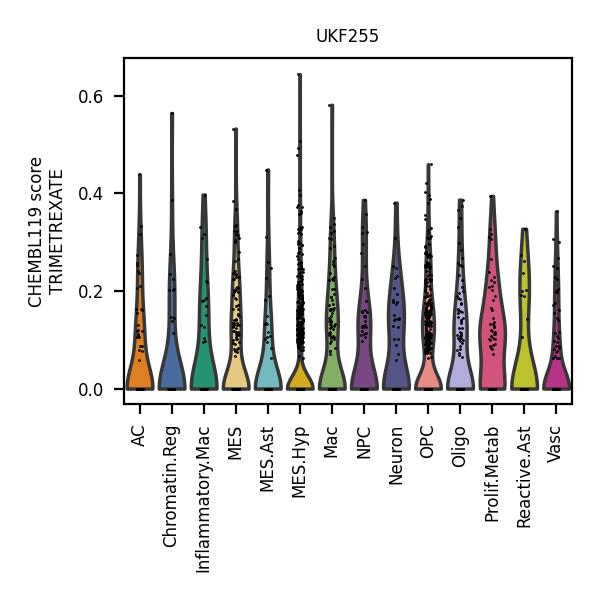 UKF255
CHEMBL119 score
TRIMETREXATE
0.6
0.4
0.2
0.0
AC
Chromatin.Reg
Inflammatory.Mac
MES
MES.Ast
MES.Hyp
Mac
NPC
Neuron
OPC
Oligo
Prolif.Metab
Reactive.Ast
Vasc